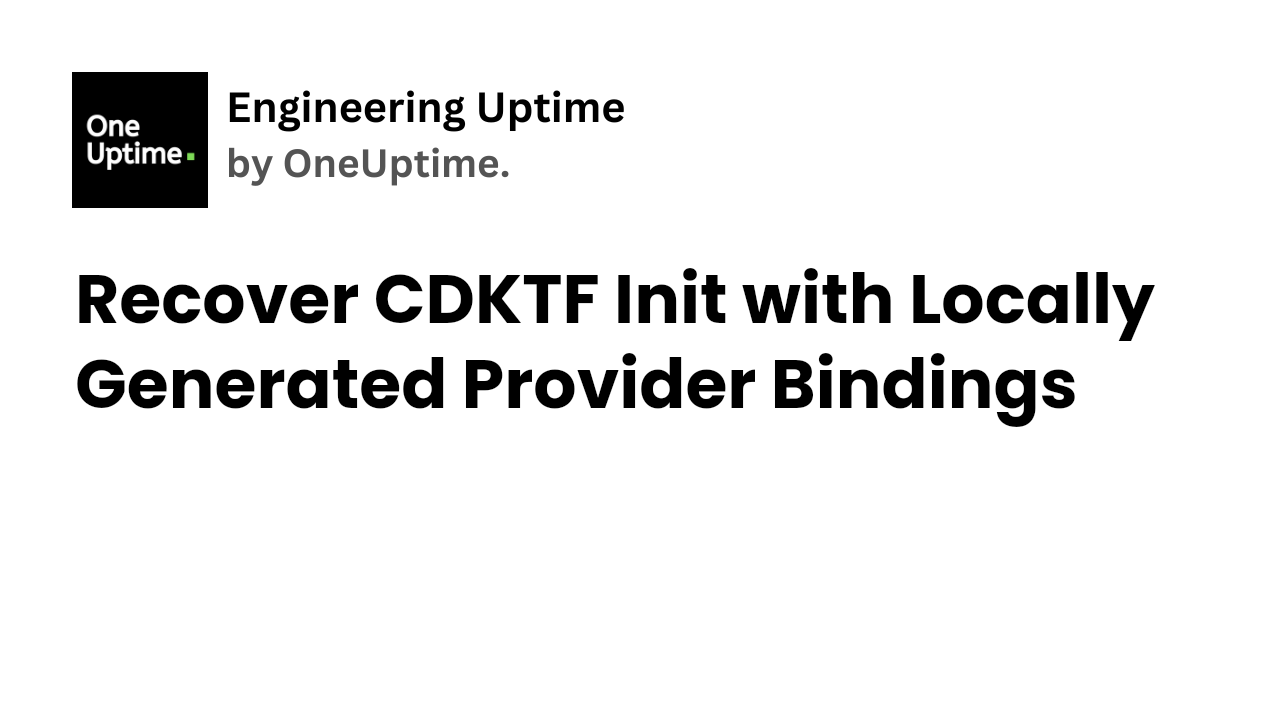 One
Uptime.
Engineering Uptime
by OneUptime.
Recover CDKTF Init with Locally
Generated Provider Bindings